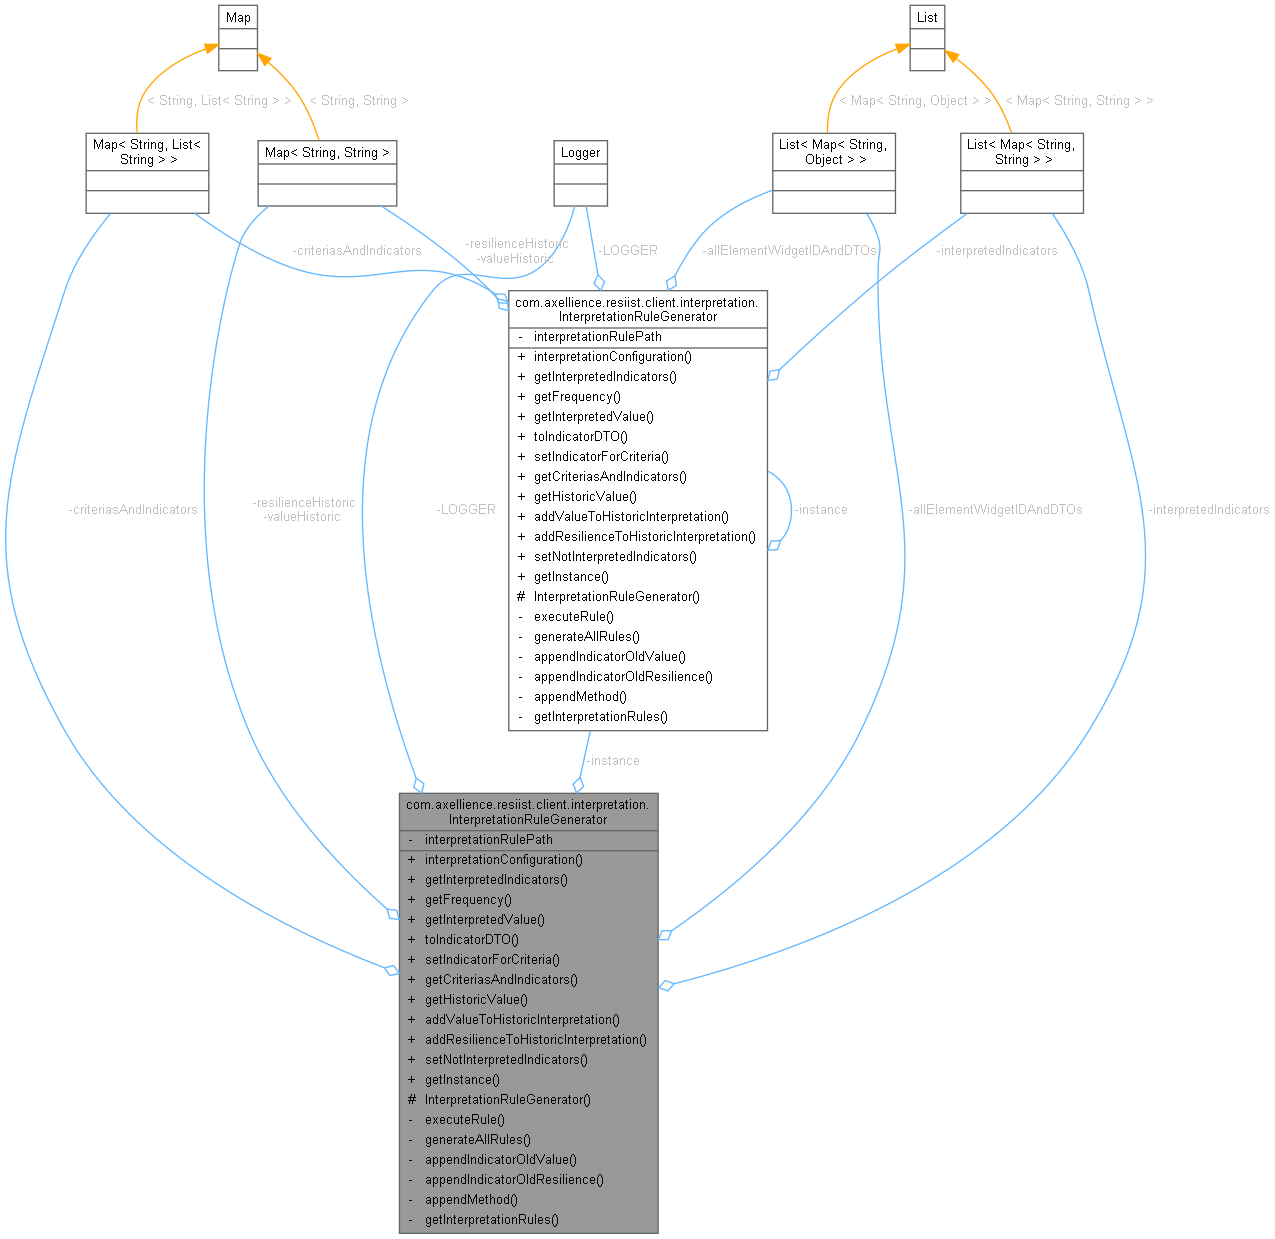 Map
List
< String, List< String > >
< String, String >
< Map< String, Object > >
< Map< String, String > >
Map< String, List<
String > >
Map< String, String >
Logger
List< Map< String,
Object > >
List< Map< String,
String > >
-criteriasAndIndicators
-resilienceHistoric
-valueHistoric
-LOGGER
-allElementWidgetIDAndDTOs
-interpretedIndicators
com.axellience.resiist.client.interpretation.
InterpretationRuleGenerator
- interpretationRulePath
+ interpretationConfiguration()
+ getInterpretedIndicators()
+ getFrequency()
+ getInterpretedValue()
+ toIndicatorDTO()
+ setIndicatorForCriteria()
+ getCriteriasAndIndicators()
+ getHistoricValue()
+ addValueToHistoricInterpretation()
+ addResilienceToHistoricInterpretation()
+ setNotInterpretedIndicators()
+ getInstance()
# InterpretationRuleGenerator()
- executeRule()
- generateAllRules()
- appendIndicatorOldValue()
- appendIndicatorOldResilience()
- appendMethod()
- getInterpretationRules()
-criteriasAndIndicators
-resilienceHistoric
-valueHistoric
-LOGGER
-instance
-allElementWidgetIDAndDTOs
-interpretedIndicators
-instance
com.axellience.resiist.client.interpretation.
InterpretationRuleGenerator
- interpretationRulePath
+ interpretationConfiguration()
+ getInterpretedIndicators()
+ getFrequency()
+ getInterpretedValue()
+ toIndicatorDTO()
+ setIndicatorForCriteria()
+ getCriteriasAndIndicators()
+ getHistoricValue()
+ addValueToHistoricInterpretation()
+ addResilienceToHistoricInterpretation()
+ setNotInterpretedIndicators()
+ getInstance()
# InterpretationRuleGenerator()
- executeRule()
- generateAllRules()
- appendIndicatorOldValue()
- appendIndicatorOldResilience()
- appendMethod()
- getInterpretationRules()